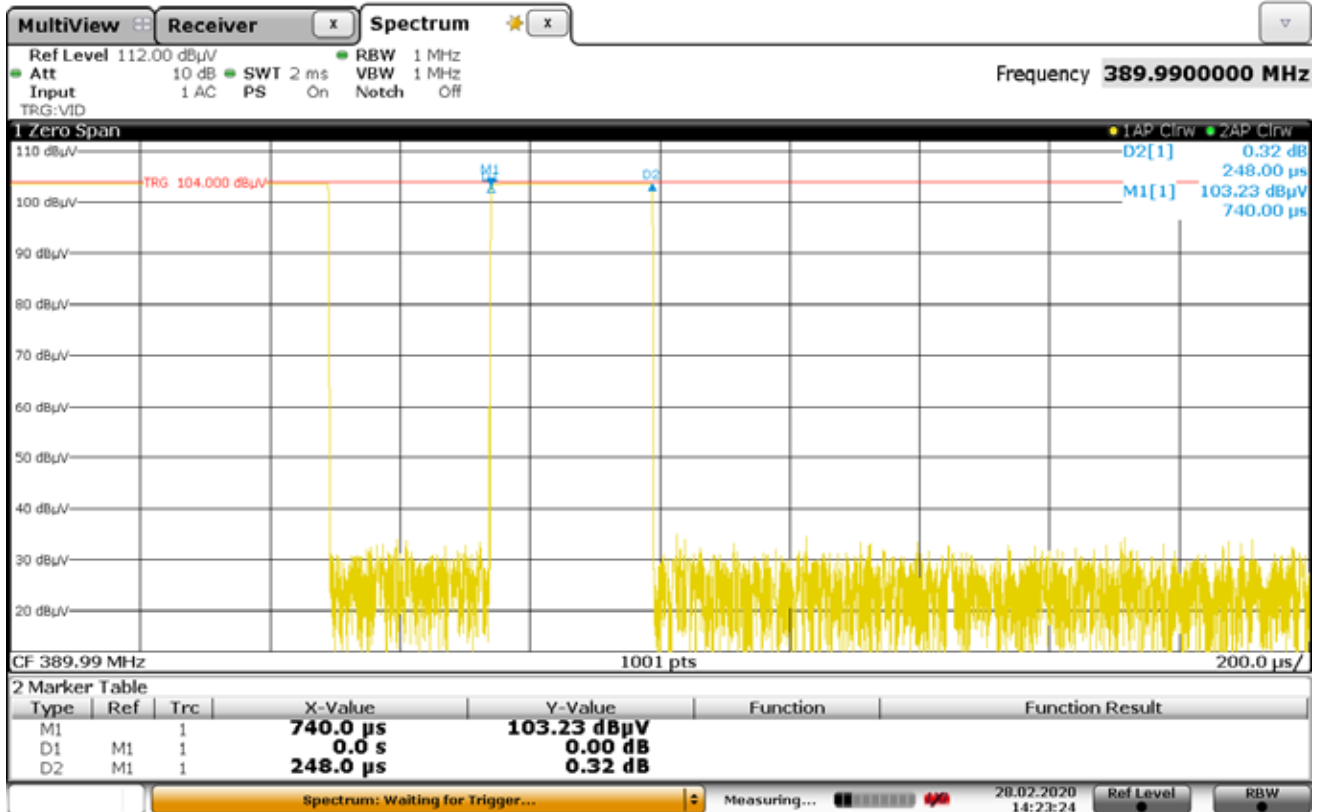 MultiView Receiver x Spectrum x
Ref Level 112.00 dBµV RBW 1 MHz
Att 10 dB SWT 2 ms VBW 1 MHz Frequency 389.9900000 MHz
Input 1 AC PS On Notch Off
TRG:VID
1 Zero Span 1AP Clrw 2AP Clrw
110 dBµV D2[1] 0.32 dB
248.00 µs
M1 D2
TRG 104.000 dBµV M1[1] 103.23 dBµV
100 dBµV 740.00 µs
90 dBµV
80 dBµV
70 dBµV
60 dBµV
50 dBµV
40 dBµV
30 dBµV
20 dBµV
CF 389.99 MHz 1001 pts 200.0 µs/
2 Marker Table
Type Ref Trc X-Value Y-Value Function Function Result
M1 1 740.0 µs 103.23 dBµV
D1 M1 1 0.0 s 0.00 dB
D2 M1 1 248.0 µs 0.32 dB
Spectrum: Waiting for Trigger... Measuring... 28.02.2020 Ref Level RBW
14:23:24